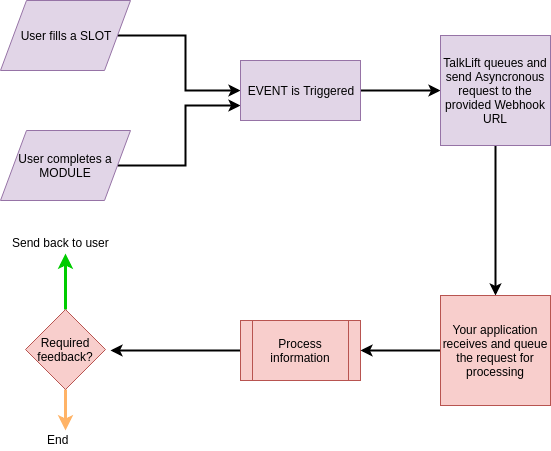 User fills a SLOT
EVENT is Triggered
TalkLift queues and
send Asyncronous
request to the
provided Webhook
URL
User completes a
MODULE
Send back to user
Required
feedback?
Process
information
Your application
receives and queue
the request for
processing
End